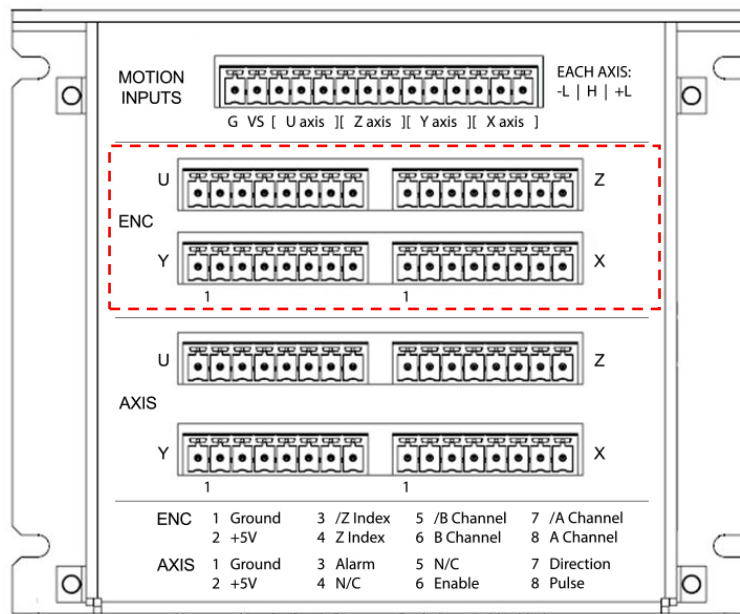 MOTION INPUTS
EACH AXIS:
-L | H | +L
G VS [ U axis ][ Z axis ][ Y axis ][ X axis ]
U Z
ENC
Y X
1 1
U Z
AXIS
Y X
1 1
ENC 1 Ground 3 /Z Index 5 /B Channel 7 /A Channel
2 +5V 4 Z Index 6 B Channel 8 A Channel
AXIS 1 Ground 3 Alarm 5 N/C 7 Direction
2 +5V 4 N/C 6 Enable 8 Pulse